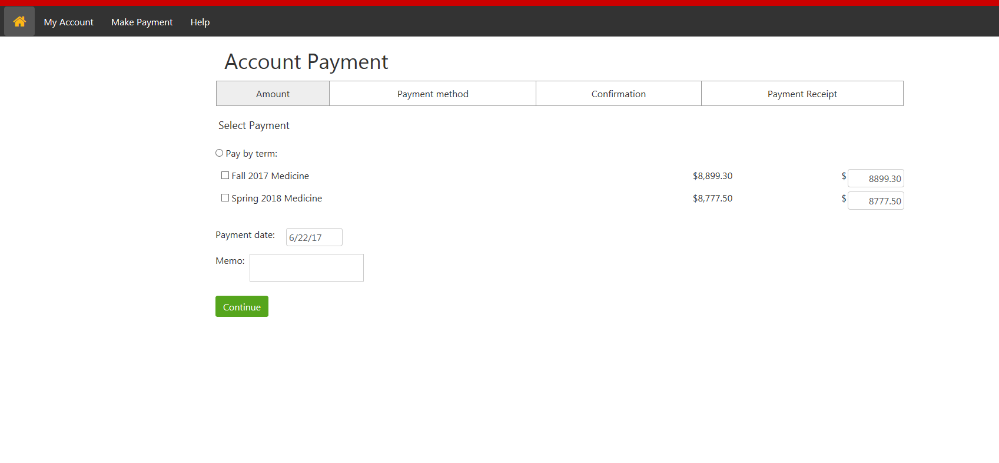 My Account Make Payment Help
Account Payment
Amount Payment method Confirmation Payment Receipt
Select Payment
Pay by term:
Fall 2017 Medicine $8,899.30 $ 8899.30
Spring 2018 Medicine $8,777.50 $ 8777.50
Payment date: 6/22/17
Memo:
Continue